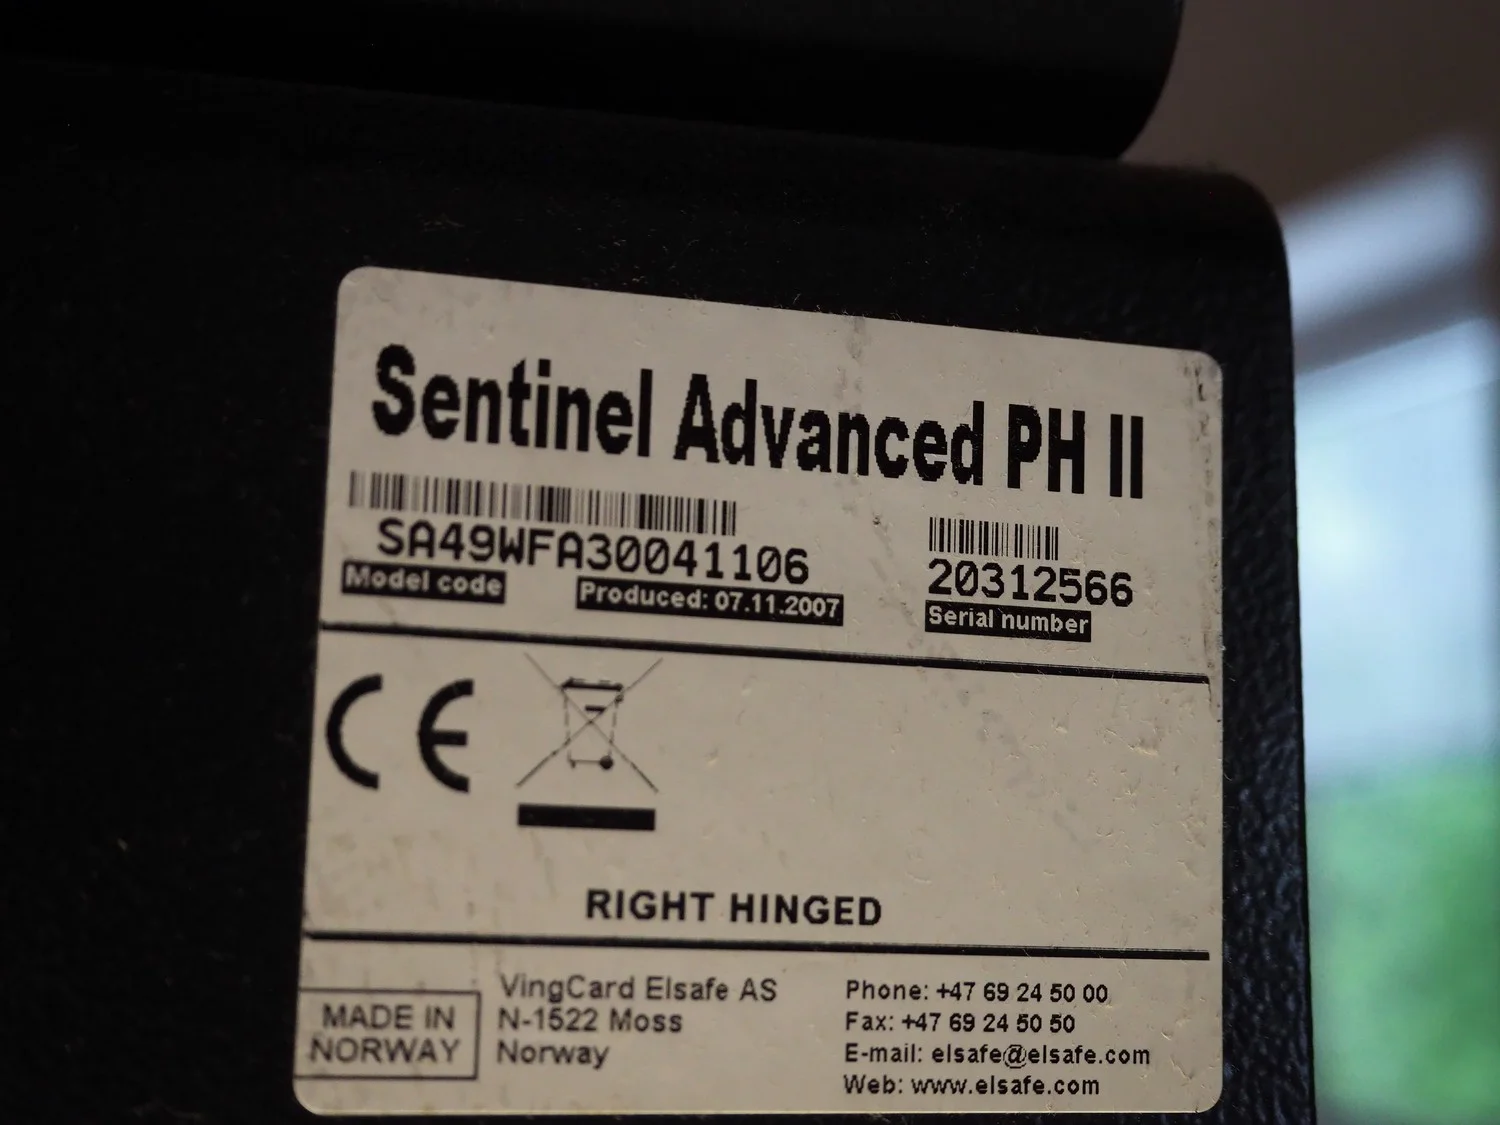 Sentinel Advanced PH II
SA49WFA30041106
Model code
Produced: 07.11.2007
20312566
Serial number
CE
RIGHT HINGED
MADE IN
NORWAY
VingCard Elsafe AS
N-1522 Moss
Norway
Phone: +47 69 24 50 00
Fax: +47 69 24 50 50
E-mail: elsafe@elsafe.com
Web: www.elsafe.com